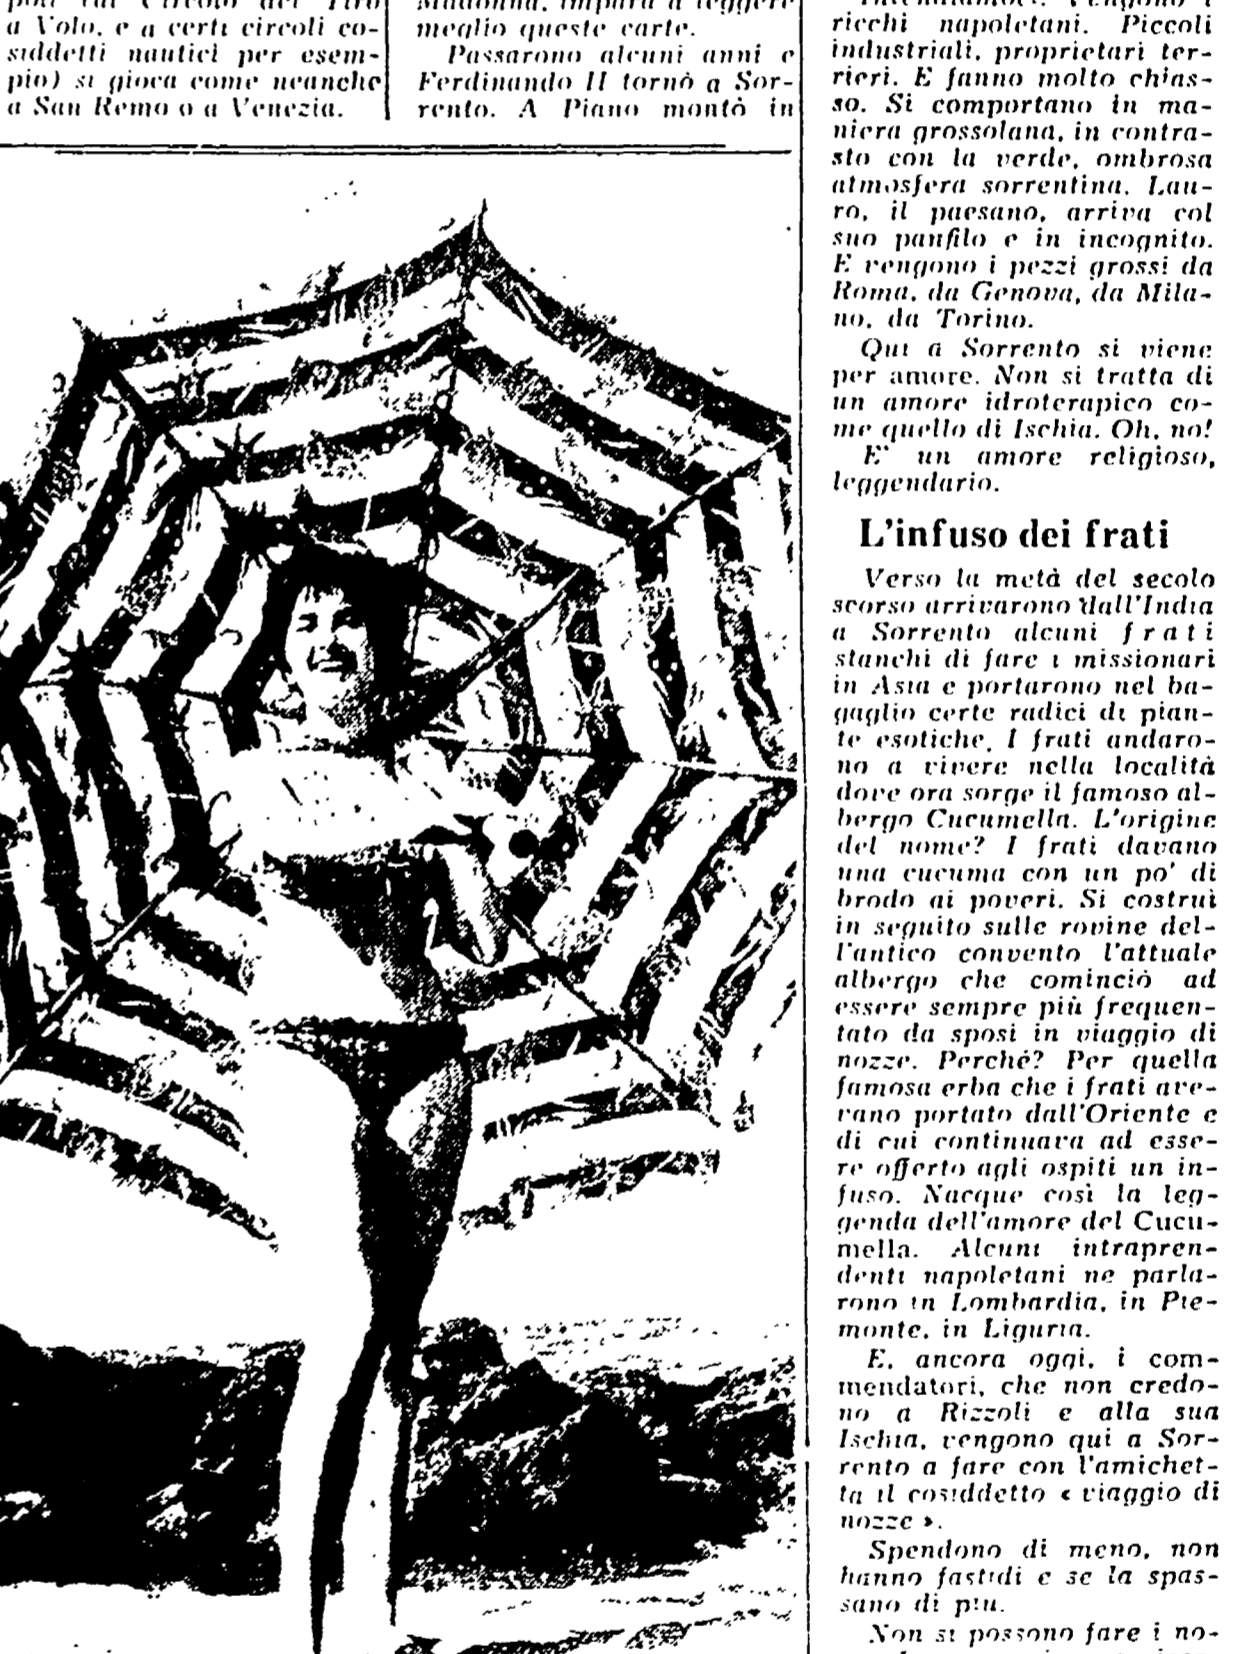 a Volo, e a certi circoli co-
siddetti nautici per esem-
pio) si gioca come neanche
a San Remo o a Venezia.
Madonna, impara a leggere
meglio queste carte.
Passarono alcuni anni e
Ferdinando II tornò a Sor-
rento. A Piano montò in
ricchi napoletani. Piccoli
industriali, proprietari ter-
rieri. E fanno molto chias-
so. Si comportano in ma-
niera grossolana, in contra-
sto con la verde, ombrosa
atmosfera sorrentina. Lau-
ro, il paesano, arriva col
suo panfilo e in incognito.
E vengono i pezzi grossi da
Roma, da Genova, da Mila-
no, da Torino.
Qui a Sorrento si viene
per amore. Non si tratta di
un amore idroterapico co-
me quello di Ischia. Oh, no!
E' un amore religioso,
leggendario.
L'infuso dei frati
Verso la metà del secolo
scorso arrivarono dall'India
a Sorrento alcuni frati
stanchi di fare i missionari
in Asia e portarono nel ba-
gaglio certe radici di pian-
te esotiche. I frati andaro-
no a vivere nella località
dove ora sorge il famoso al-
bergo Cucumella. L'origine
del nome? I frati davano
una cucuma con un po' di
brodo ai poveri. Si costruì
in seguito sulle rovine del-
l'antico convento l'attuale
albergo che cominciò ad
essere sempre più frequen-
tato da sposi in viaggio di
nozze. Perché? Per quella
famosa erba che i frati ave-
vano portato dall'Oriente e
di cui continuava ad esse-
re offerto agli ospiti un in-
fuso. Nacque così la leg-
genda dell'amore del Cucu-
mella. Alcuni intrapren-
denti napoletani ne parla-
rono in Lombardia, in Pie-
monte, in Liguria.
E, ancora oggi, i com-
mendatori, che non credo-
no a Rizzoli e alla sua
Ischia, vengono qui a Sor-
rento a fare con l'amichet-
ta il cosiddetto « viaggio di
nozze ».
Spendono di meno, non
hanno fastidi e se la spas-
sano di piu.
Non si possono fare i no-